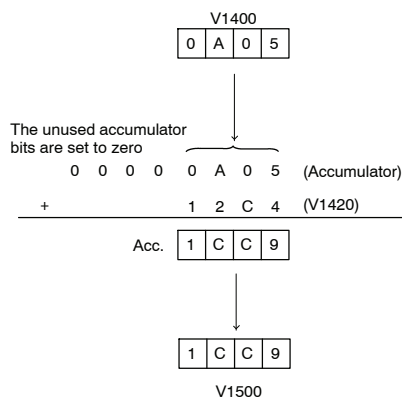 V1400
0 A 0 5
The unused accumulator
bits are set to zero
0 0 0 0 0 A 0 5 (Accumulator)
+ 1 2 C 4 (V1420)
Acc. 1 C C 9
1 C C 9
V1500